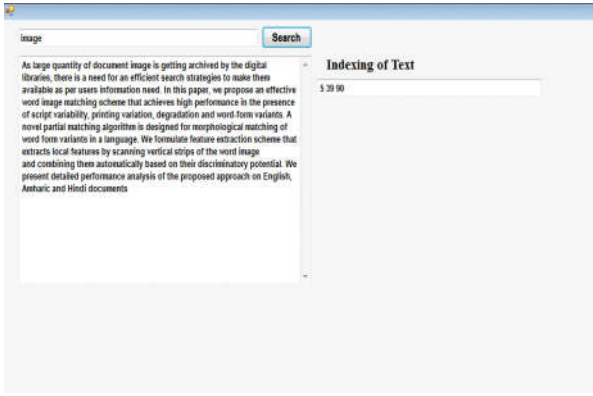 image
Search
As large quantity of document image is getting archived by the digital
libraries, there is a need for an efficient search strategies to make them
available as per users information need. In this paper, we propose an effective
word image matching scheme that achieves high performance in the presence
of script variability, printing variation, degradation and word-form variants. A
novel partial matching algorithm is designed for morphological matching of
word form variants in a language. We formulate feature extraction scheme that
extracts local features by scanning vertical strips of the word image
and combining them automatically based on their discriminatory potential. We
present detailed performance analysis of the proposed approach on English,
Amharic and Hindi documents
Indexing of Text
5 39 90